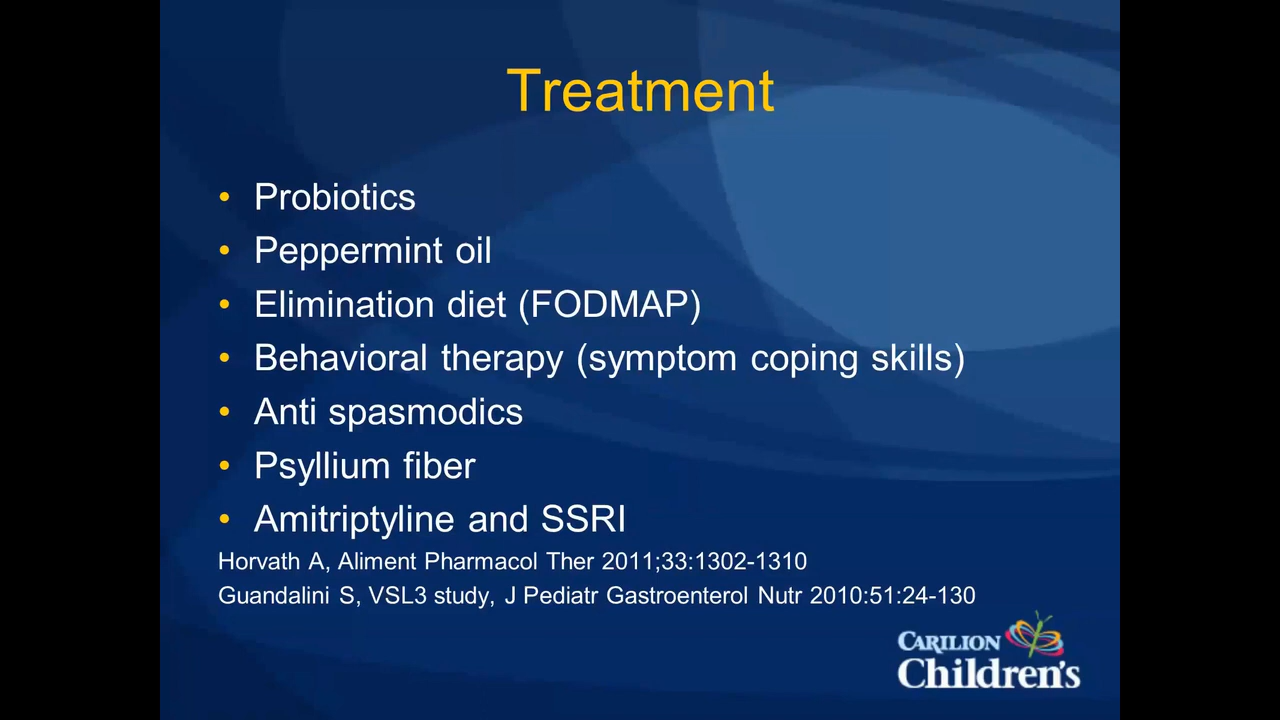 Treatment
• Probiotics
• Peppermint oil
• Elimination diet (FODMAP)
• Behavioral therapy (symptom coping skills)
• Anti spasmodics
• Psyllium fiber
• Amitriptyline and SSRI
Horvath A, Aliment Pharmacol Ther 2011;33:1302-1310
Guandalini S, VSL3 study, J Pediatr Gastroenterol Nutr 2010:51:24-130
CARILION
Children's